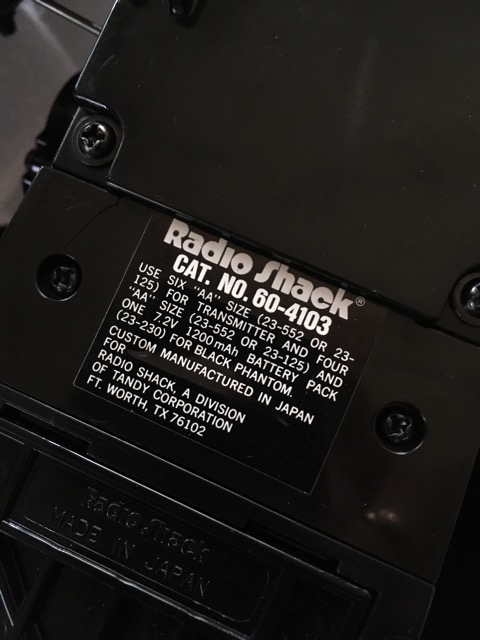 Radio Shack®
CAT. NO. 60-4103
USE SIX "AA" SIZE (23-552 OR 23-
125) FOR TRANSMITTER AND FOUR
"AA" SIZE (23-552 OR 23-125) AND
ONE 7.2V 1200mAh BATTERY PACK
(23-230) FOR BLACK PHANTOM.
CUSTOM MANUFACTURED IN JAPAN
FOR
RADIO SHACK, A DIVISION
OF TANDY CORPORATION
FT. WORTH, TX 76102
Radio Shack
MADE IN JAPAN